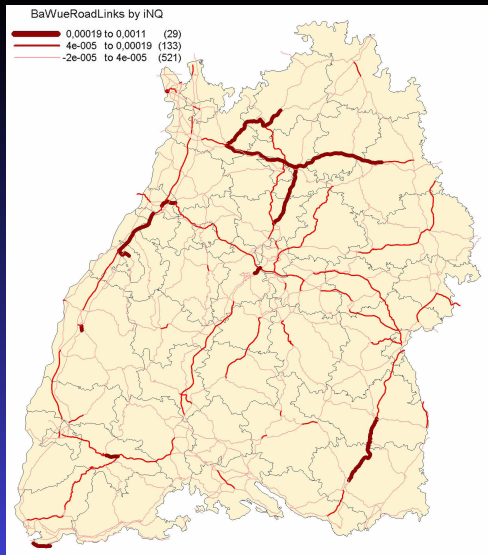 BaWueRoadLinks by iNQ
0,00019 to 0,0011 (29)
4e-005 to 0,00019 (133)
-2e-005 to 4e-005 (521)